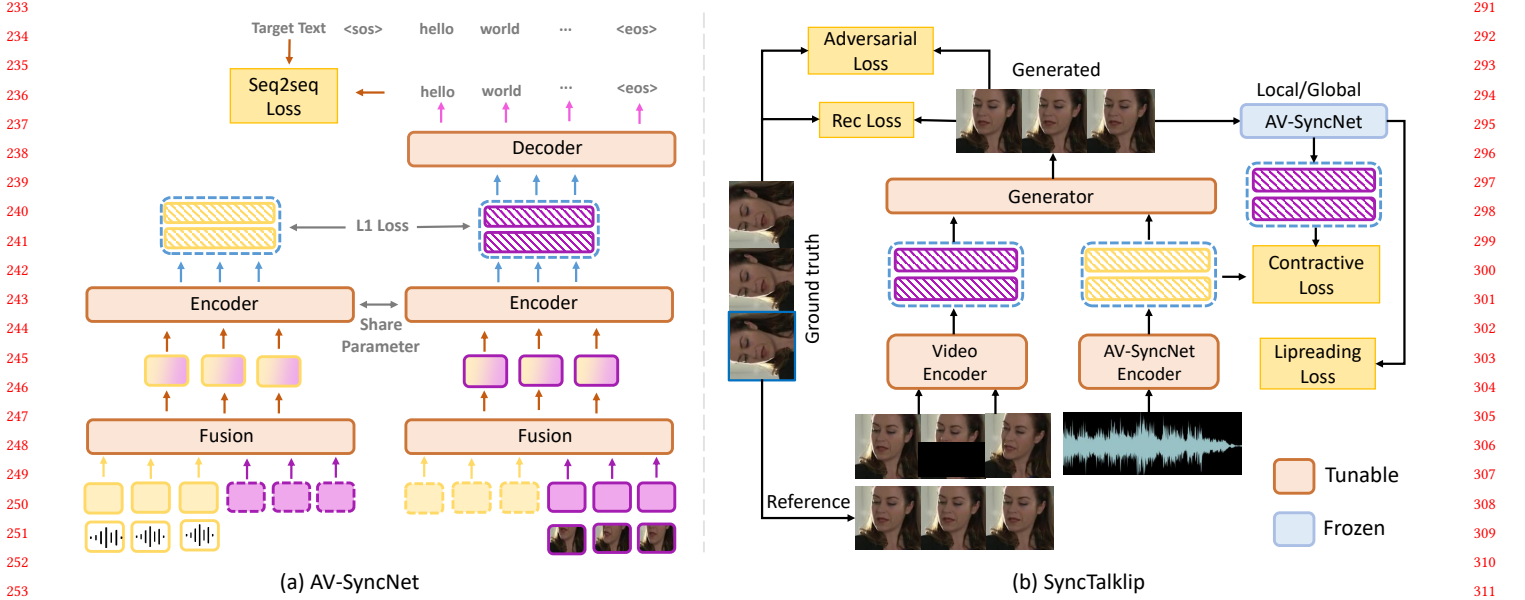 233
234
235
236
237
238
239
240
241
242
243
244
245
246
247
248
249
250
251
252
253
Target Text <sos> hello world ... <eos>
Seq2seq
Loss
hello world ... <eos>
Decoder
L1 Loss
Encoder
Encoder
Share
Parameter
Fusion
Fusion
(a) AV-SyncNet
Adversarial
Loss
Generated
Rec Loss
Local/Global
AV-SyncNet
Generator
Ground truth
Contractive
Loss
Video
Encoder
AV-SyncNet
Encoder
Lipreading
Loss
Reference
Tunable
Frozen
(b) SyncTalklip
291
292
293
294
295
296
297
298
299
300
301
302
303
304
305
306
307
308
309
310
311